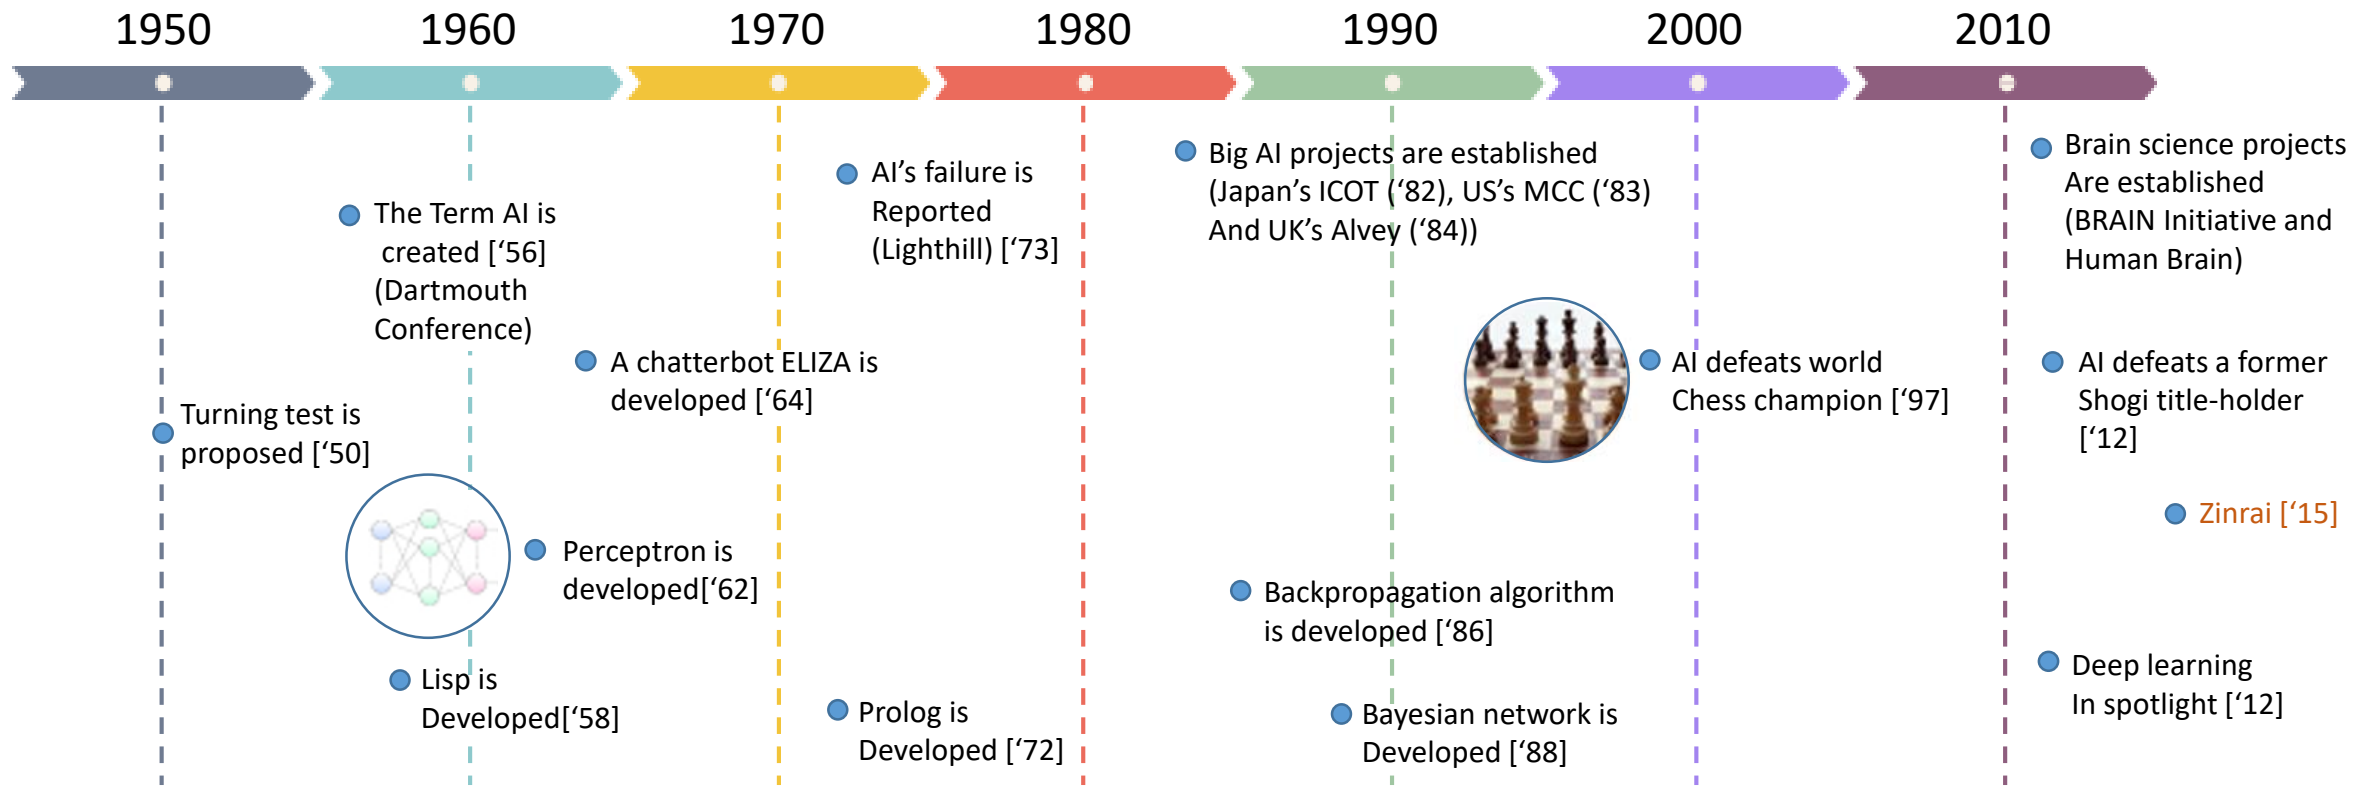 1950
1960
1970
1980
1990
2000
2010
The Term AI is
created [‘56]
(Dartmouth
Conference)
Turning test is
proposed [‘50]
Perceptron is
developed[‘62]
Lisp is
Developed[‘58]
A chatterbot ELIZA is
developed [‘64]
AI’s failure is
Reported
(Lighthill) [‘73]
Prolog is
Developed [‘72]
Big AI projects are established
(Japan’s ICOT (‘82), US’s MCC (‘83)
And UK’s Alvey (‘84))
Backpropagation algorithm
is developed [‘86]
Bayesian network is
Developed [‘88]
AI defeats world
Chess champion [‘97]
Brain science projects
Are established
(BRAIN Initiative and
Human Brain)
AI defeats a former
Shogi title-holder
[‘12]
Zinrai [‘15]
Deep learning
In spotlight [‘12]